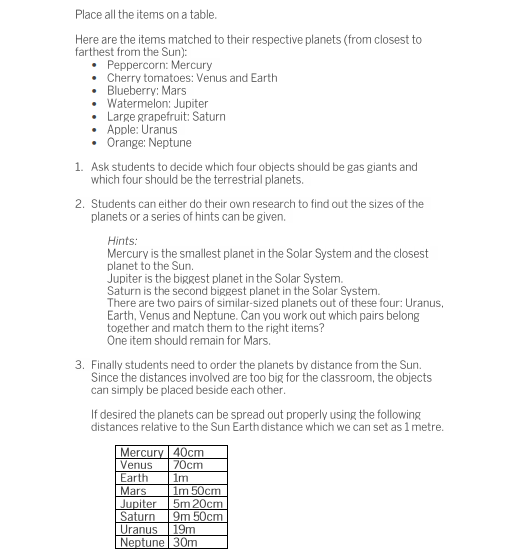 Place all the items on a table.
Here are the items matched to their respective planets (from closest to
farthest from the Sun):
• Peppercorn: Mercury
• Cherry tomatoes: Venus and Earth
• Blueberry: Mars
• Watermelon: Jupiter
• Large grapefruit: Saturn
• Apple: Uranus
• Orange: Neptune
1. Ask students to decide which four objects should be gas giants and
which four should be the terrestrial planets.
2. Students can either do their own research to find out the sizes of the
planets or a series of hints can be given.
Hints:
Mercury is the smallest planet in the Solar System and the closest
planet to the Sun.
Jupiter is the biggest planet in the Solar System.
Saturn is the second biggest planet in the Solar System.
There are two pairs of similar-sized planets out of these four: Uranus,
Earth, Venus and Neptune. Can you work out which pairs belong
together and match them to the right items?
One item should remain for Mars.
3. Finally students need to order the planets by distance from the Sun.
Since the distances involved are too big for the classroom, the objects
can simply be placed beside each other.
If desired the planets can be spread out properly using the following
distances relative to the Sun Earth distance which we can set as 1 metre.
Mercury 40cm
Venus 70cm
Earth 1m
Mars 1m 50cm
Jupiter 5m 20cm
Saturn 9m 50cm
Uranus 19m
Neptune 30m